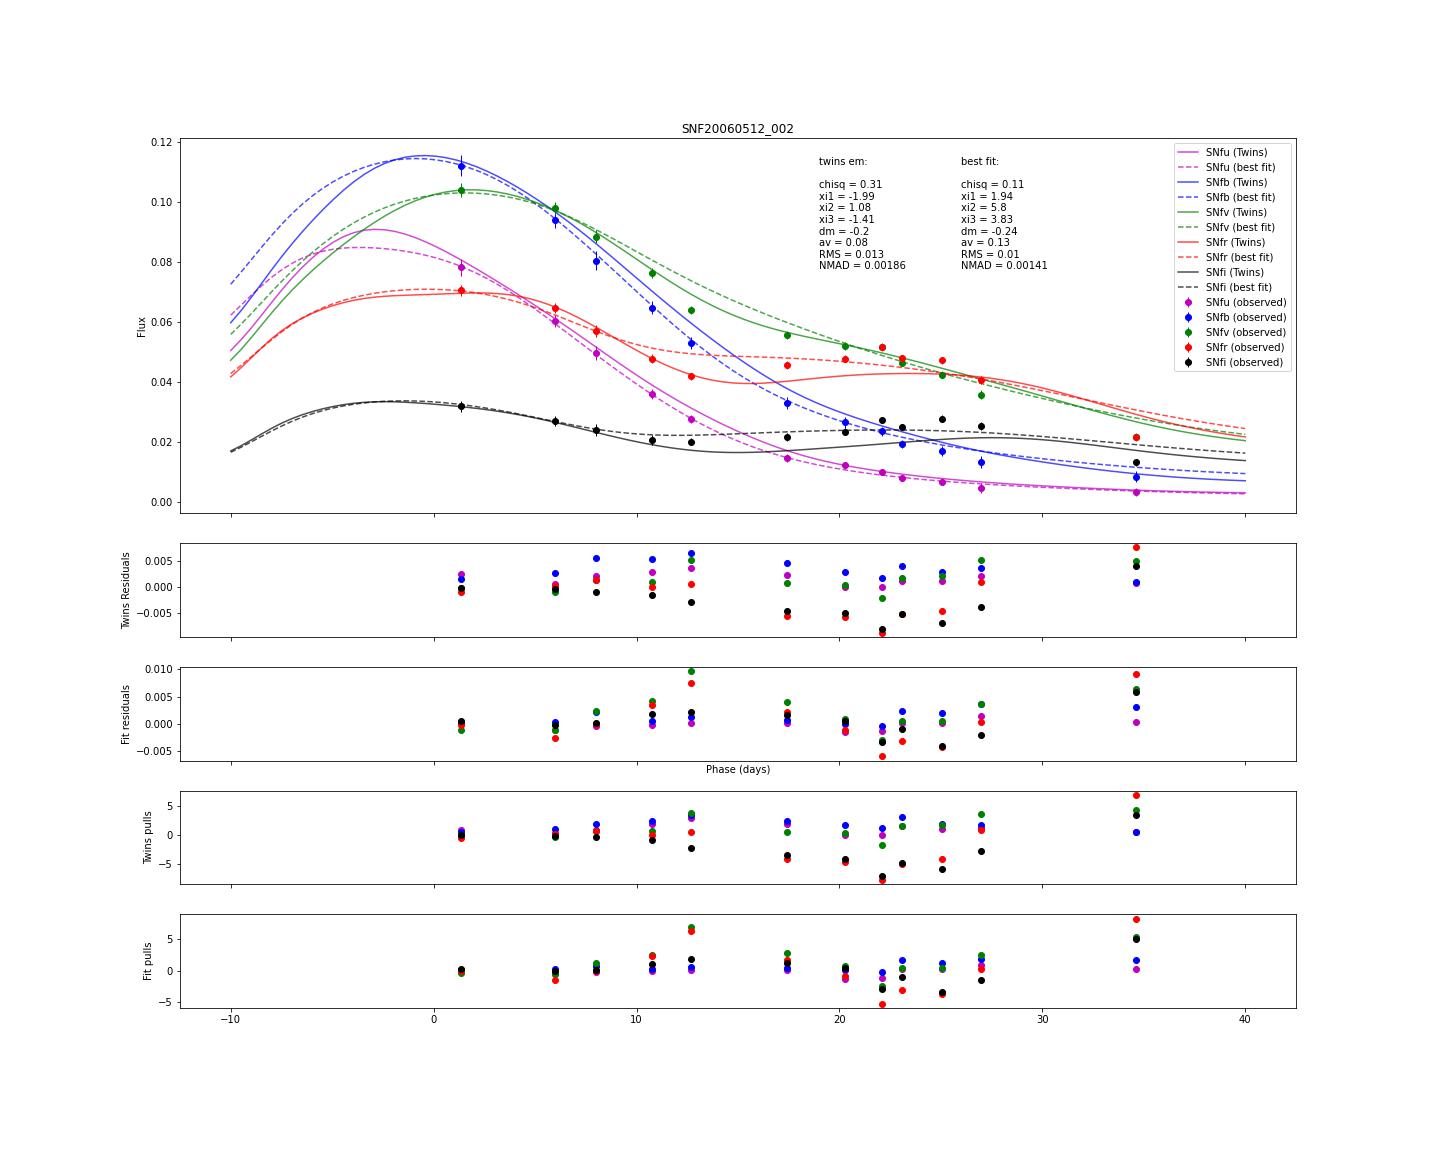 SNF20060512_002
0.12
0.10
0.08
0.06
0.04
0.02
0.00
Flux
twins em:
chisq = 0.31
xi1 = -1.99
xi2 = 1.08
xi3 = -1.41
dm = -0.2
av = 0.08
RMS = 0.013
NMAD = 0.00186
best fit:
chisq = 0.11
xi1 = 1.94
xi2 = 5.8
xi3 = 3.83
dm = -0.24
av = 0.13
RMS = 0.01
NMAD = 0.00141
SNfu (Twins)
SNfu (best fit)
SNfb (Twins)
SNfb (best fit)
SNfv (Twins)
SNfv (best fit)
SNfr (Twins)
SNfr (best fit)
SNfi (Twins)
SNfi (best fit)
SNfu (observed)
SNfb (observed)
SNfv (observed)
SNfr (observed)
SNfi (observed)
0.005
0.000
−0.005
Twins Residuals
0.010
0.005
0.000
−0.005
Fit residuals
Phase (days)
5
0
−5
Twins pulls
5
0
−5
Fit pulls
−10
0
10
20
30
40